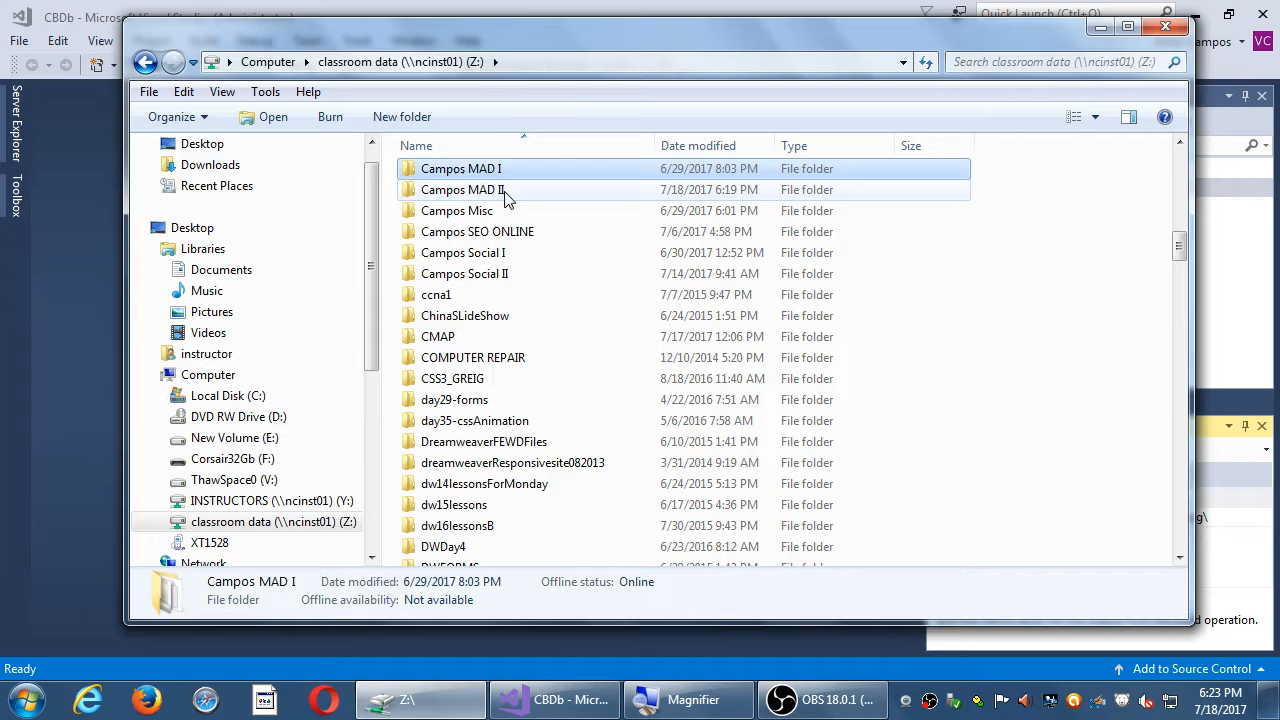 CBDb - Mic
Quick Launch (Ctrl+Q)
File Edit View
ampos VC
Server Explorer
Toolbox
Computer classroom data (\\ncinst01) (Z:)
Search classroom data (\\ncinst01) (Z:)
File Edit View Tools Help
Organize Open Burn New folder
Name Date modified Type Size
Desktop
Downloads
Recent Places
Desktop
Libraries
Documents
Music
Pictures
Videos
instructor
Computer
Local Disk (C:)
DVD RW Drive (D:)
New Volume (E:)
Corsair32Gb (F:)
ThawSpace0 (V:)
INSTRUCTORS (\\ncinst01) (Y:)
classroom data (\\ncinst01) (Z:)
XT1528
Network
Campos MAD I 6/29/2017 8:03 PM File folder
Campos MAD II 7/18/2017 6:19 PM File folder
Campos Misc 6/29/2017 6:01 PM File folder
Campos SEO ONLINE 7/6/2017 4:58 PM File folder
Campos Social I 6/30/2017 12:52 PM File folder
Campos Social II 7/14/2017 9:41 AM File folder
ccna1 7/7/2015 9:47 PM File folder
ChinaSLideShow 6/24/2015 1:51 PM File folder
CMAP 7/17/2017 12:06 PM File folder
COMPUTER REPAIR 12/10/2014 5:20 PM File folder
CSS3_GREIG 8/18/2016 11:40 AM File folder
day29-forms 4/22/2016 7:51 AM File folder
day35-cssAnimation 5/6/2016 7:58 AM File folder
DreamweaverFEWDFiles 6/10/2015 1:41 PM File folder
dreamweaverResponsivesite082013 3/31/2014 9:19 AM File folder
dw14lessonsForMonday 6/24/2015 5:13 PM File folder
dw15lessons 6/17/2015 4:36 PM File folder
dw16lessonsB 7/30/2015 9:43 PM File folder
DWDay4 6/23/2016 8:12 AM File folder
g\
Campos MAD I Date modified: 6/29/2017 8:03 PM Offline status: Online
File folder Offline availability: Not available
d operation.
Ready
Add to Source Control
Z:\
CBDb - Micr...
Magnifier
OBS 18.0.1 (...
6:23 PM
7/18/2017